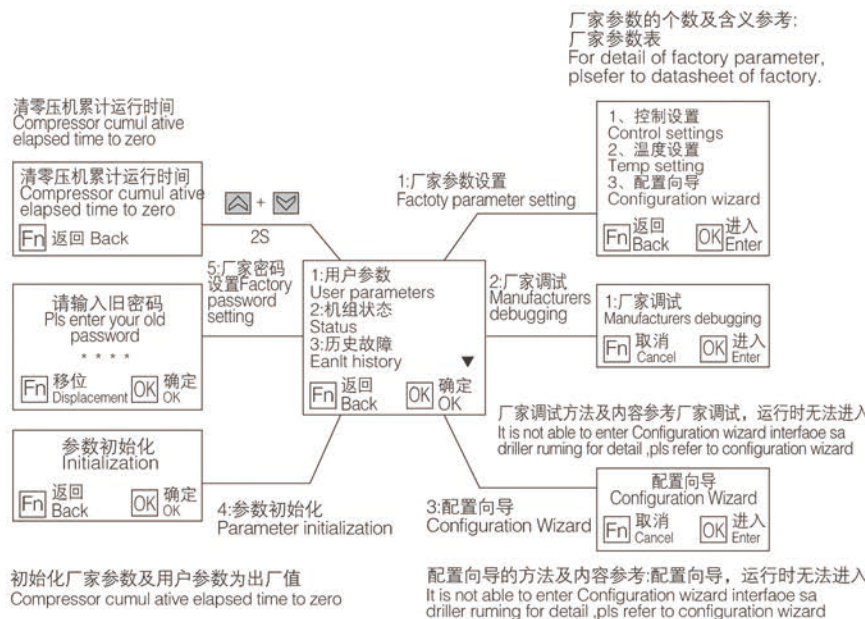 厂家参数的个数及含义参考:
厂家参数表
For detail of factory parameter,
plsefer to datasheet of factory.
清零压机累计运行时间
Compressor cumul ative
elapsed time to zero
清零压机累计运行时间
Compressor cumul ative
elapsed time to zero
Fn 返回 Back
+
2S
1:厂家参数设置
Factoty parameter setting
1、控制设置
Control settings
2、温度设置
Temp setting
3、配置向导
Configuration wizard
Fn 返回 OK 进入
Back Enter
5:厂家密码
设置Factory
password
setting
请输入旧密码
Pls enter your old
password
* * * *
Fn 移位 OK 确定
Displacement OK
1:用户参数
User parameters
2:机组状态
Status
3:历史故障
Eanlt history ▼
Fn 返回 OK 确定
Back OK
2:厂家调试
Manufacturers
debugging
1:厂家调试
Manufacturers debugging
Fn 取消 OK 进入
Cancel Enter
厂家调试方法及内容参考厂家调试，运行时无法进入
It is not able to enter Configuration wizard interfaoe sa
driller ruming for detail ,pls refer to configuration wizard
参数初始化
Initialization
Fn 返回 OK 确定
Back OK
4:参数初始化
Parameter initialization
3:配置向导
Configuration Wizard
配置向导
Configuration Wizard
Fn 取消 OK 进入
Cancel Enter
初始化厂家参数及用户参数为出厂值
Compressor cumul ative elapsed time to zero
配置向导的方法及内容参考:配置向导，运行时无法进入
It is not able to enter Configuration wizard interfaoe sa
driller ruming for detail ,pls refer to configuration wizard